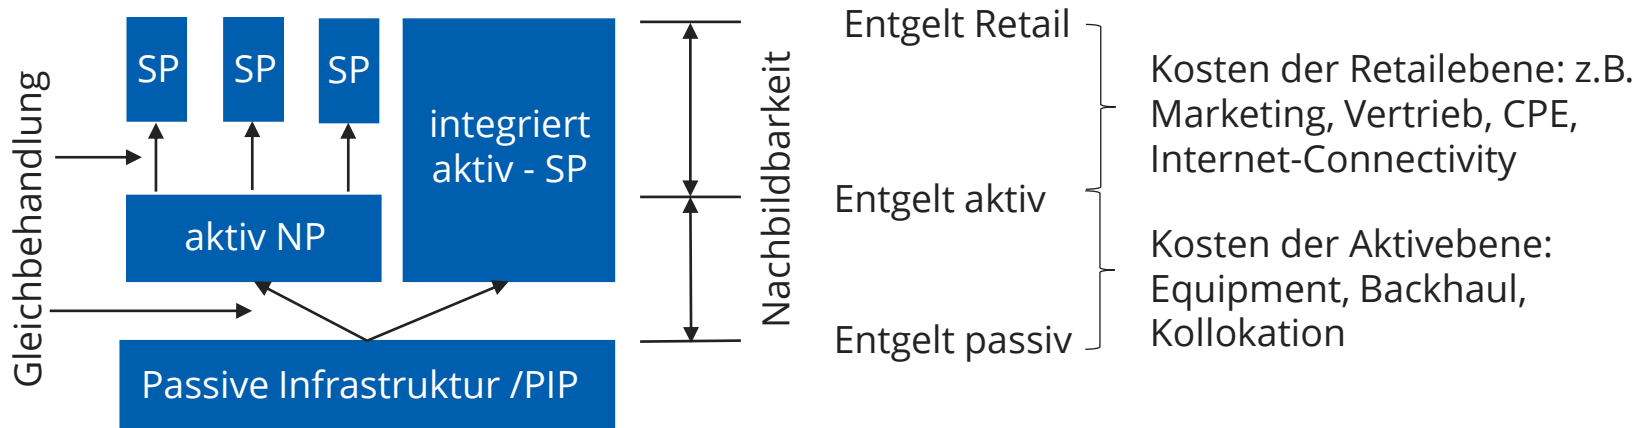 Gleichbehandlung
SP
SP
SP
integriert
aktiv - SP
aktiv NP
Passive Infrastruktur /PIP
Nachbildbarkeit
Entgelt Retail
Entgelt aktiv
Entgelt passiv
Kosten der Retailebene: z.B.
Marketing, Vertrieb, CPE,
Internet-Connectivity
Kosten der Aktivebene:
Equipment, Backhaul,
Kollokation